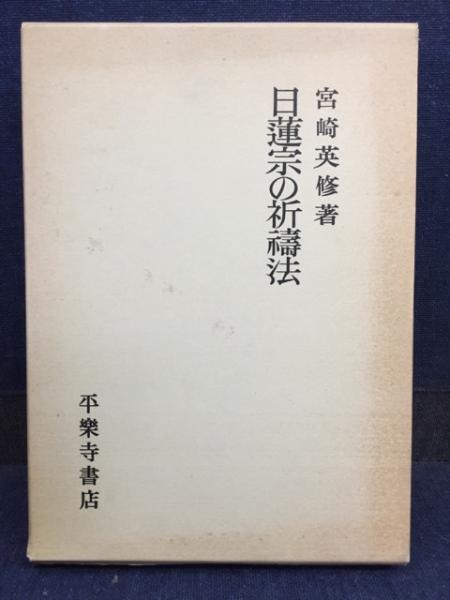 宮崎英修著
日蓮宗の祈禱法
平樂寺書店